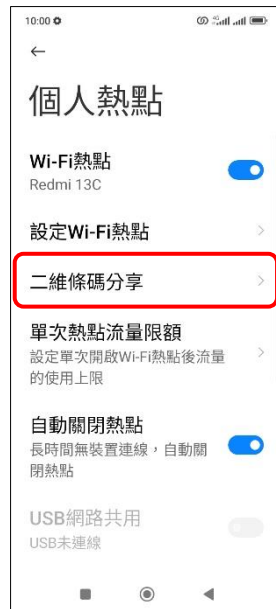 10:00
4G
個人熱點
Wi-Fi熱點
Redmi 13C
設定Wi-Fi熱點
二維條碼分享
單次熱點流量限額
設定單次開啟Wi-Fi熱點後流量
的使用上限
自動關閉熱點
長時間無裝置連線，自動關
閉熱點
USB網路共用
USB未連線